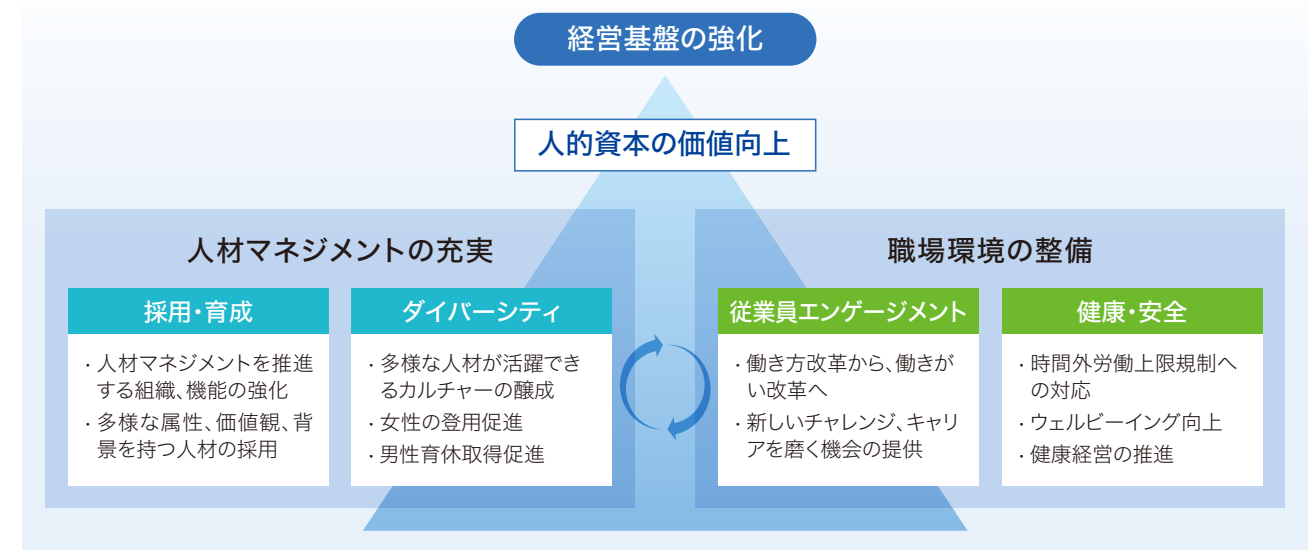 経営基盤の強化
人的資本の価値向上
人材マネジメントの充実
採用・育成
・人材マネジメントを推進
する組織、機能の強化
・多様な属性、価値観、背
景を持つ人材の採用
ダイバーシティ
・多様な人材が活躍でき
るカルチャーの醸成
・女性の登用促進
・男性育休取得促進
職場環境の整備
従業員エンゲージメント
・働き方改革から、働きが
い改革へ
・新しいチャレンジ、キャリ
アを磨く機会の提供
健康・安全
・時間外労働上限規制へ
の対応
・ウェルビーイング向上
・健康経営の推進